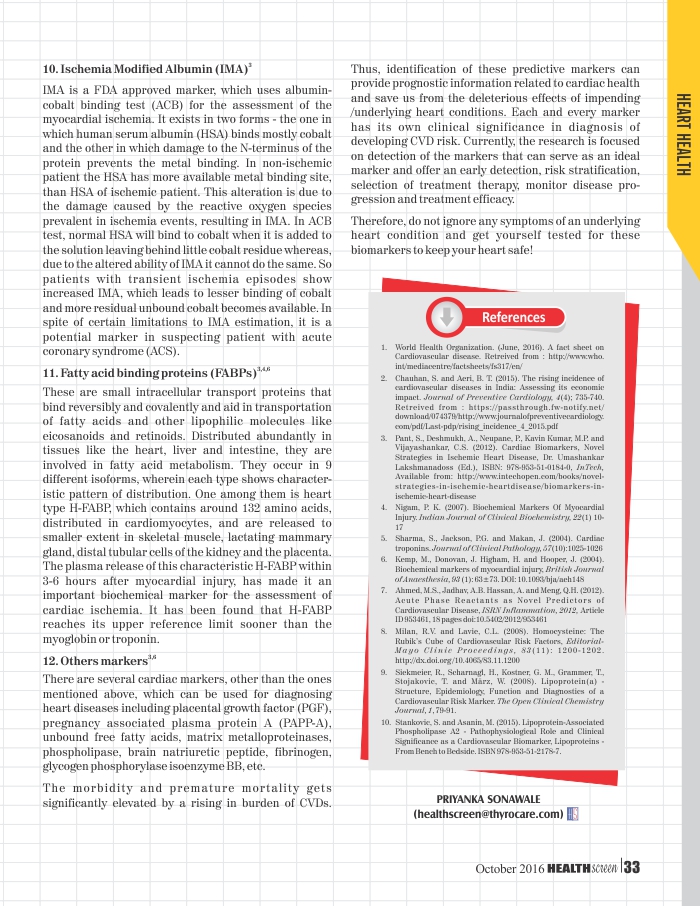 10. Ischemia Modified Albumin (IMA)3
IMA is a FDA approved marker, which uses albumin-
cobalt binding test (ACB) for the assessment of the
myocardial ischemia. It exists in two forms - the one in
which human serum albumin (HSA) binds mostly cobalt
and the other in which damage to the N-terminus of the
protein prevents the metal binding. In non-ischemic
patient the HSA has more available metal binding site,
than HSA of ischemic patient. This alteration is due to
the damage caused by the reactive oxygen species
prevalent in ischemia events, resulting in IMA. In ACB
test, normal HSA will bind to cobalt when it is added to
the solution leaving behind little cobalt residue whereas,
due to the altered ability of IMA it cannot do the same. So
patients with transient ischemia episodes show
increased IMA, which leads to lesser binding of cobalt
and more residual unbound cobalt becomes available. In
spite of certain limitations to IMA estimation, it is a
potential marker in suspecting patient with acute
coronary syndrome (ACS).
11. Fatty acid binding proteins (FABPs)3,4,6
These are small intracellular transport proteins that
bind reversibly and covalently and aid in transportation
of fatty acids and other lipophilic molecules like
eicosanoids and retinoids. Distributed abundantly in
tissues like the heart, liver and intestine, they are
involved in fatty acid metabolism. They occur in 9
different isoforms, wherein each type shows character-
istic pattern of distribution. One among them is heart
type H-FABP, which contains around 132 amino acids,
distributed in cardiomyocytes, and are released to
smaller extent in skeletal muscle, lactating mammary
gland, distal tubular cells of the kidney and the placenta.
The plasma release of this characteristic H-FABP within
3-6 hours after myocardial injury, has made it an
important biochemical marker for the assessment of
cardiac ischemia. It has been found that H-FABP
reaches its upper reference limit sooner than the
myoglobin or troponin.
12. Others markers3,6
There are several cardiac markers, other than the ones
mentioned above, which can be used for diagnosing
heart diseases including placental growth factor (PGF),
pregnancy associated plasma protein A (PAPP-A),
unbound free fatty acids, matrix metalloproteinases,
phospholipase, brain natriuretic peptide, fibrinogen,
glycogen phosphorylase isoenzyme BB, etc.
The morbidity and premature mortality gets
significantly elevated by a rising in burden of CVDs.
Thus, identification of these predictive markers can
provide prognostic information related to cardiac health
and save us from the deleterious effects of impending
/underlying heart conditions. Each and every marker
has its own clinical significance in diagnosis of
developing CVD risk. Currently, the research is focused
on detection of the markers that can serve as an ideal
marker and offer an early detection, risk stratification,
selection of treatment therapy, monitor disease pro-
gression and treatment efficacy.
Therefore, do not ignore any symptoms of an underlying
heart condition and get yourself tested for these
biomarkers to keep your heart safe!
References
1. World Health Organization. (June, 2016). A fact sheet on
Cardiovascular disease. Retreived from : http://www.who.
int/mediacentre/factsheets/fs317/en/
2. Chauhan, S. and Aeri, B. T. (2015). The rising incidence of
cardiovascular diseases in India: Assessing its economic
impact. Journal of Preventive Cardiology, 4(4); 735-740.
Retreived from : https://passthrough.fw-notify.net/
download/074379/http://www.journalofpreventivecardiology.
com/pdf/Last-pdp/rising_incidence_4_2015.pdf
3. Pant, S., Deshmukh, A., Neupane, P., Kavin Kumar, M.P. and
Vijayashankar, C.S. (2012). Cardiac Biomarkers, Novel
Strategies in Ischemic Heart Disease, Dr. Umashankar
Lakshmanadoss (Ed.), ISBN: 978-953-51-0184-0, InTech,
Available from: http://www.intechopen.com/books/novel-
strategies-in-ischemic-heartdisease/biomarkers-in-
ischemic-heart-disease
4. Nigam, P. K. (2007). Biochemical Markers Of Myocardial
Injury. Indian Journal of Clinical Biochemistry, 22(1) 10-
17
5. Sharma, S., Jackson, P.G. and Makan, J. (2004). Cardiac
troponins. Journal of Clinical Pathology, 57(10):1025-1026
6. Kemp, M., Donovan, J. Higham, H. and Hooper, J. (2004).
Biochemical markers of myocardial injury, British Journal
of Anaesthesia, 93 (1): 63±73. DOI: 10.1093/bja/aeh148
7. Ahmed, M.S., Jadhav, A.B. Hassan, A. and Meng, Q.H. (2012).
Acute Phase Reactants as Novel Predictors of
Cardiovascular Disease, ISRN Inflammation, 2012, Article
ID 953461, 18 pages doi:10.5402/2012/953461
8. Milan, R.V. and Lavie, C.L. (2008). Homocysteine: The
Rubik's Cube of Cardiovascular Risk Factors, Editorial-
Mayo Clinic Proceedings, 83(11): 1200-1202.
http://dx.doi.org/10.4065/83.11.1200
9. Siekmeier, R., Scharnagl, H., Kostner, G. M., Grammer, T.,
Stojakovic, T. and März, W. (2008). Lipoprotein(a) -
Structure, Epidemiology, Function and Diagnostics of a
Cardiovascular Risk Marker. The Open Clinical Chemistry
Journal, 1, 79-91.
10. Stankovic, S. and Asanin, M. (2015). Lipoprotein-Associated
Phospholipase A2 - Pathophysiological Role and Clinical
Significance as a Cardiovascular Biomarker, Lipoproteins -
From Bench to Bedside. ISBN 978-953-51-2178-7.
PRIYANKA SONAWALE
(healthscreen@thyrocare.com)
HEART HEALTH
October 2016 HEALTHscreen 33